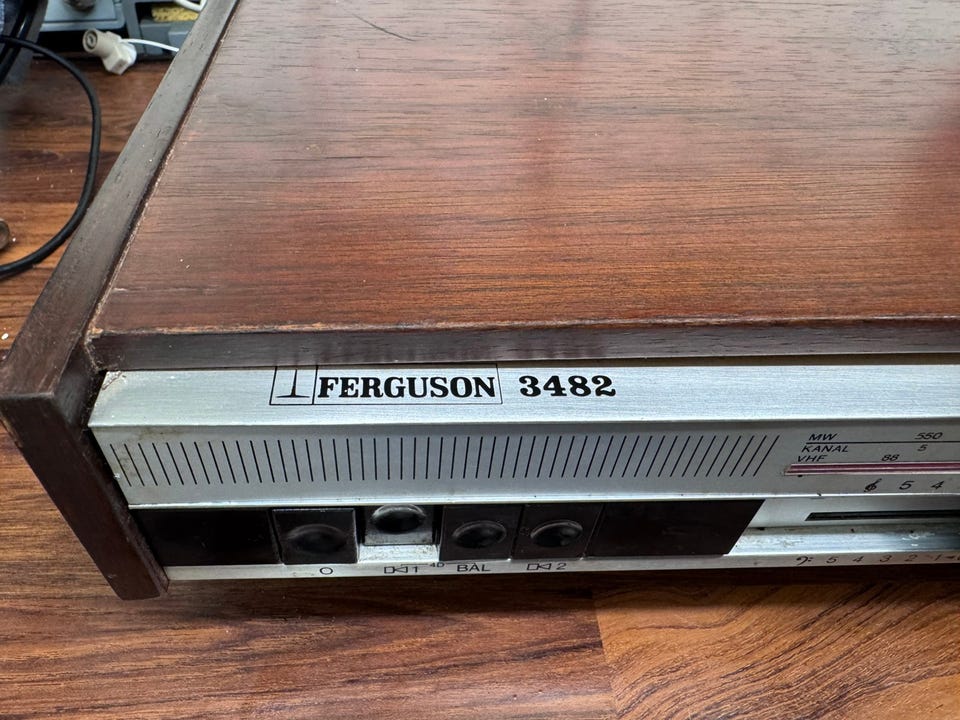 FERGUSON 3482
MW 550
KANAL 5
VHF 88
6 5 4
O 1 4D BAL 2
5 4 3 2 1